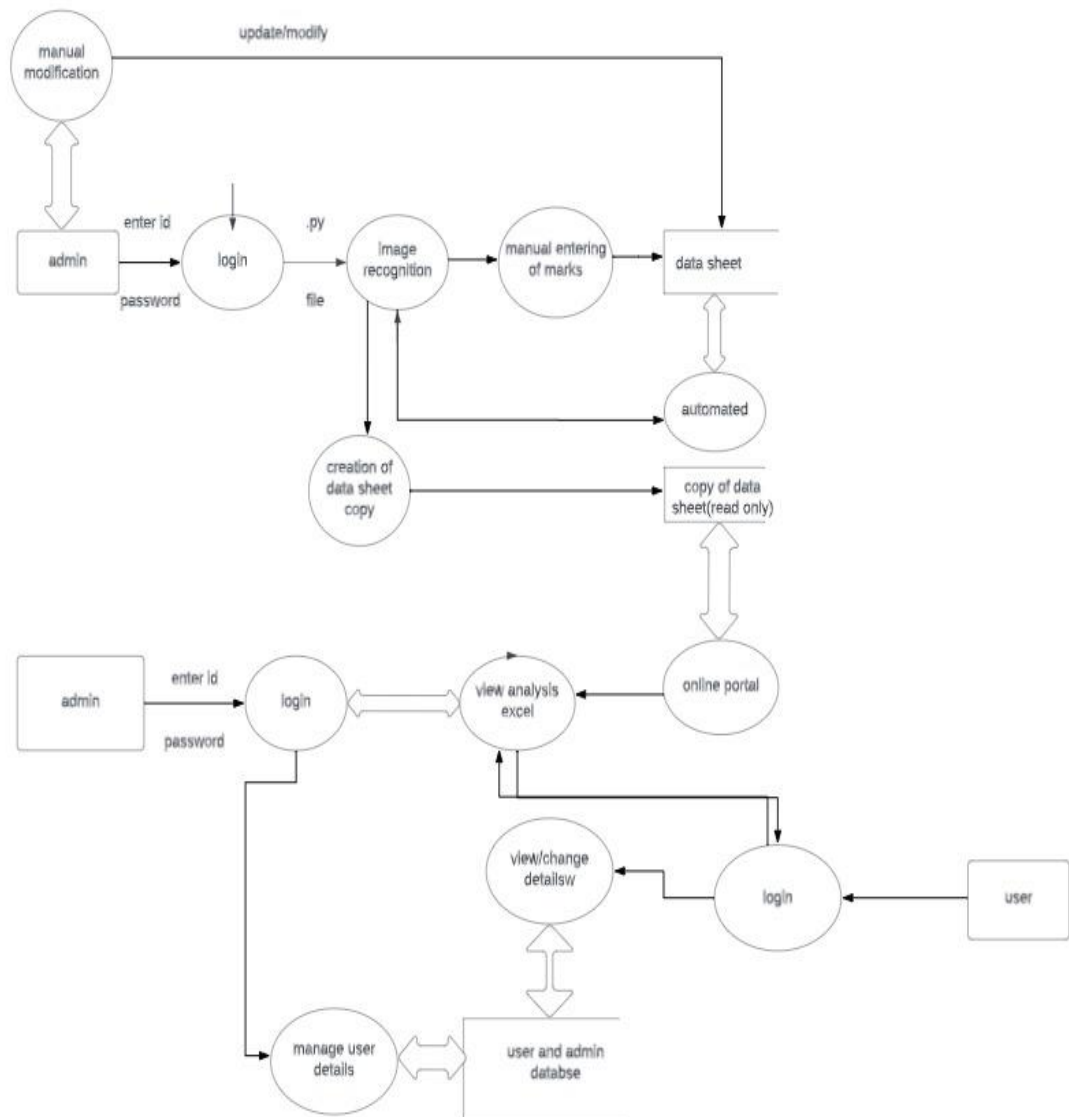 update/modify
manual
modification
enter id
.py
admin
login
image
recognition
manual entering
of marks
data sheet
password
file
automated
creation of
data sheet
copy
copy of data
sheet(read only)
enter id
admin
login
view analysis
excel
online portal
password
view/change
detailsw
login
user
manage user
details
user and admin
databse